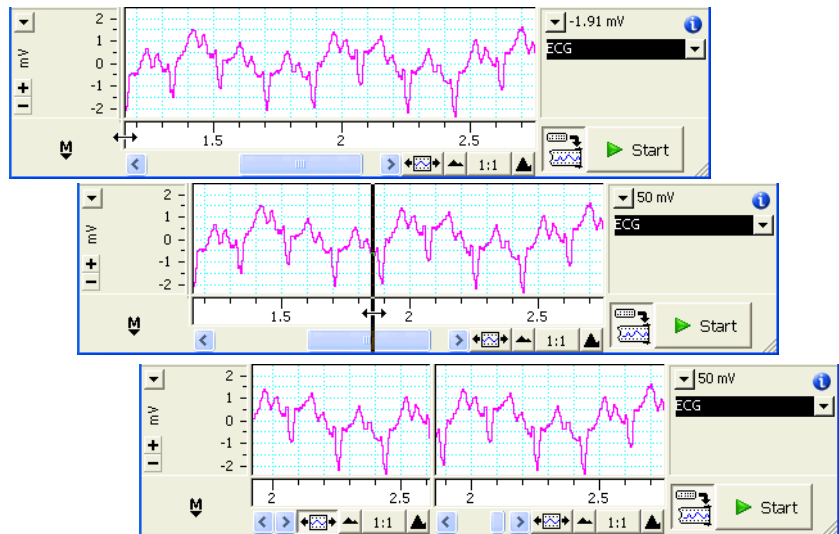 2 -1.91 mV
1 ECG
mV 0
-1
-2
1.5 2 2.5
M Start
1:1
2 50 mV
1 ECG
mV 0
-1
-2
1.5 2 2.5
M Start
1:1
2 50 mV
1 ECG
mV 0
-1
-2
2 2.5 2 2.5
M Start
1:1 1:1